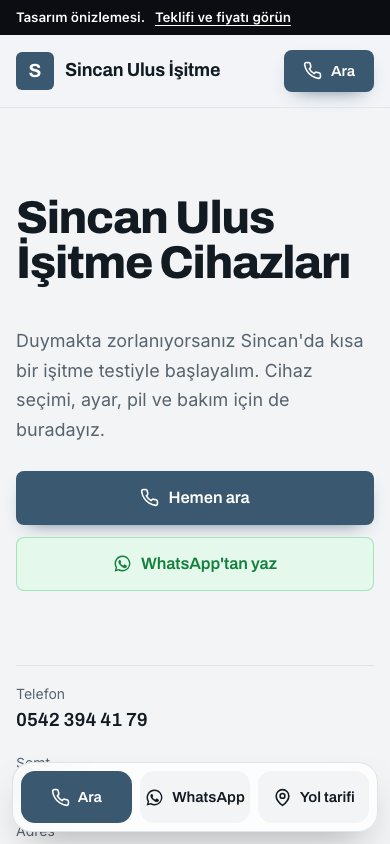 Tasarım önizlemesi. Teklifi ve fiyatı görün
S Sincan Ulus İşitme Ara
Sincan Ulus
İşitme Cihazları
Duymakta zorlanıyorsanız Sincan'da kısa
bir işitme testiyle başlayalım. Cihaz
seçimi, ayar, pil ve bakım için de
buradayız.
Hemen ara
WhatsApp'tan yaz
Telefon
0542 394 41 79
Semt
Ara WhatsApp Yol tarifi
Adres